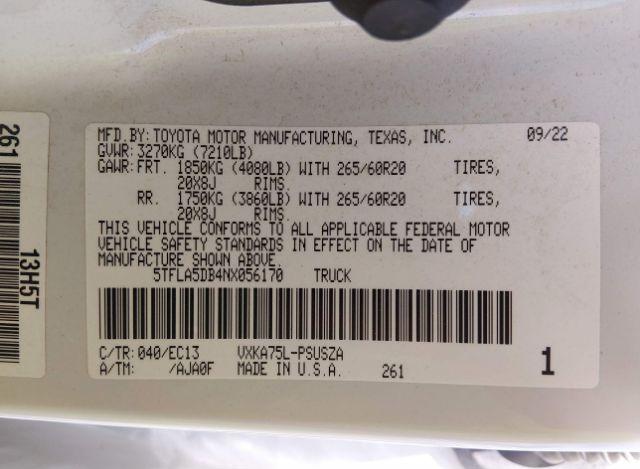 MFD.BY: TOYOTA MOTOR MANUFACTURING, TEXAS, INC. 09/22
GVWR: 3270KG (7210LB)
GAWR: FRT. 1850KG (4080LB) WITH 265/60R20 TIRES,
20X8J RIMS.
RR. 1750KG (3860LB) WITH 265/60R20 TIRES,
20X8J RIMS.
THIS VEHICLE CONFORMS TO ALL APPLICABLE FEDERAL MOTOR
VEHICLE SAFETY STANDARDS IN EFFECT ON THE DATE OF
MANUFACTURE SHOWN ABOVE.
5TFLA5DB4NX056170 TRUCK
C/TR: 040/EC13 VXKA75L-PSUSZA
A/TM: /AJA0F MADE IN U.S.A. 261
1
261
13H5T